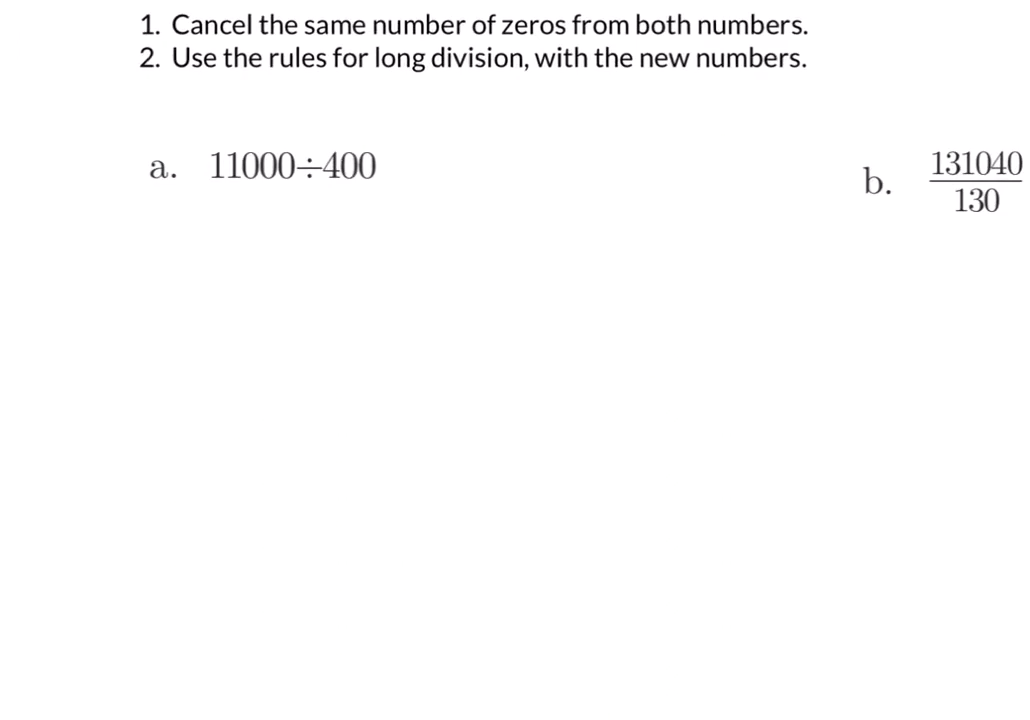 1. Cancel the same number of zeros from both numbers.
2. Use the rules for long division, with the new numbers.
a. 11000÷400
b. 131040/130